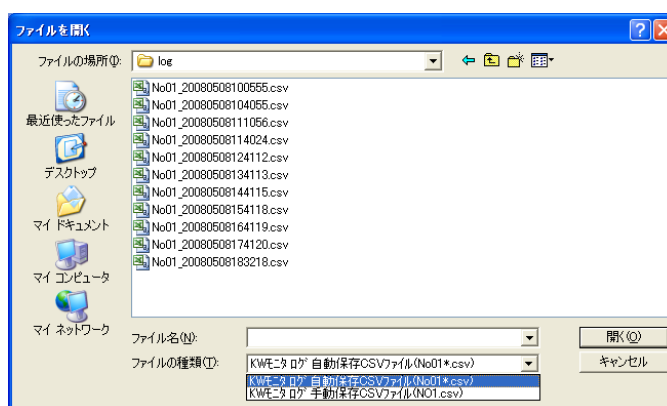 ファイルを開く
ファイルの場所(I):
log
最近使ったファイル
デスクトップ
マイ ドキュメント
マイ コンピュータ
マイ ネットワーク
No01_20080508100555.csv
No01_20080508104055.csv
No01_20080508111056.csv
No01_20080508114024.csv
No01_20080508124112.csv
No01_20080508134113.csv
No01_20080508144115.csv
No01_20080508154118.csv
No01_20080508164119.csv
No01_20080508174120.csv
No01_20080508183218.csv
ファイル名(N):
開く(O)
ファイルの種類(T):
KWモニタ ログ 自動保存CSVファイル(No01*.csv)
キャンセル
KWモニタ ログ 自動保存CSVファイル(No01*.csv)
KWモニタ ログ 手動保存CSVファイル(NO1.csv)